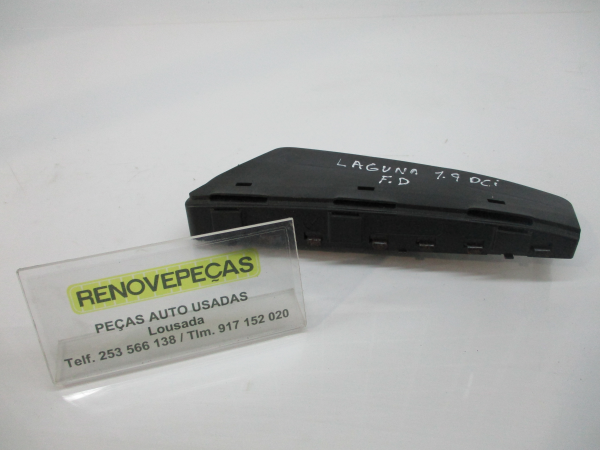 LAGUNA 1.9 DCi
F.D
RENOVEPEÇAS
PEÇAS AUTO USADAS
Lousada
Telf. 253 566 138 / Tlm. 917 152 020